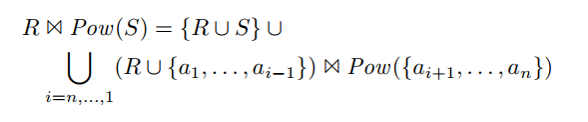 R ⋈ Pow(S) = {R ∪ S} ∪
⋃ (R ∪ {a₁, . . . , aᵢ₋₁}) ⋈ Pow({aᵢ₊₁, . . . , aₙ})
i=n,...,1